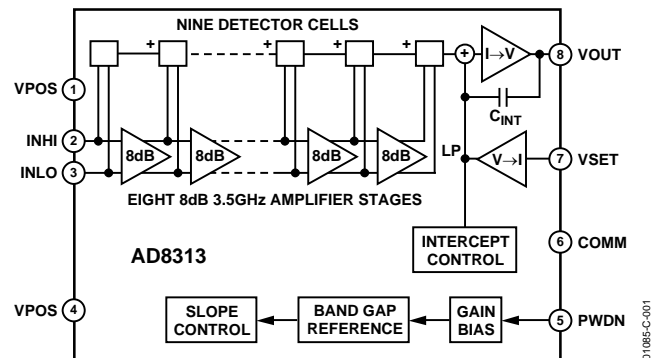 NINE DETECTOR CELLS
+ + + +
+
I→V
8 VOUT
VPOS 1
CINT
INHI 2
8dB 8dB 8dB 8dB
LP
V→I
7 VSET
INLO 3
EIGHT 8dB 3.5GHz AMPLIFIER STAGES
INTERCEPT
CONTROL
6 COMM
AD8313
VPOS 4
SLOPE
CONTROL
BAND GAP
REFERENCE
GAIN
BIAS
5 PWDN
01085-C-001